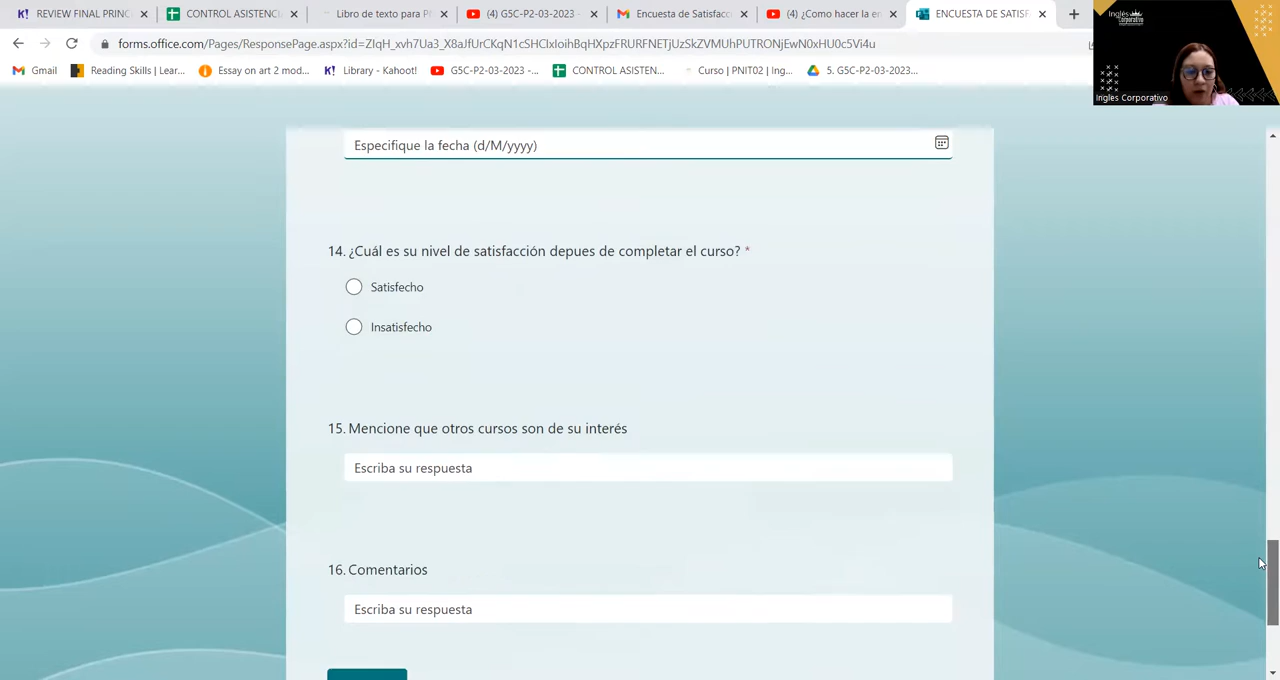 REVIEW FINAL PRINC
CONTROL ASISTENCI
Libro de texto para P
(4) G5C-P2-03-2023 -
Encuesta de Satisfacc
(4) ¿Como hacer la en
ENCUESTA DE SATISF
forms.office.com/Pages/ResponsePage.aspx?id=ZIqH_xvh7Ua3_X8aJfUrCKqN1cSHCIxIoihBqHXpzFRURFNETjUzSkZVMUhPUTRONjEwN0xHU0c5Vi4u
Gmail
Reading Skills | Lear...
Essay on art 2 mod...
Library - Kahoot!
G5C-P2-03-2023 -...
CONTROL ASISTEN...
Curso | PNIT02 | Ing...
5. G5C-P2-03-2023...
Inglés
Corporativo
Ingles Corporativo
Especifique la fecha (d/M/yyyy)
14. ¿Cuál es su nivel de satisfacción depues de completar el curso? *
Satisfecho
Insatisfecho
15. Mencione que otros cursos son de su interés
Escriba su respuesta
16. Comentarios
Escriba su respuesta